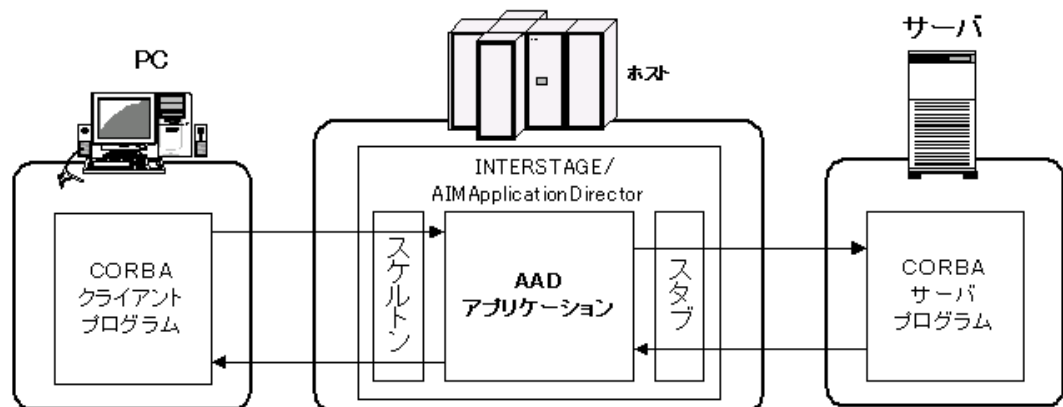 PC
ホスト
サーバ
INTERSTAGE/
AIMApplicationDirector
CORBA
クライアント
プログラム
スケルトン
AAD
アプリケーション
スタブ
CORBA
サーバ
プログラム